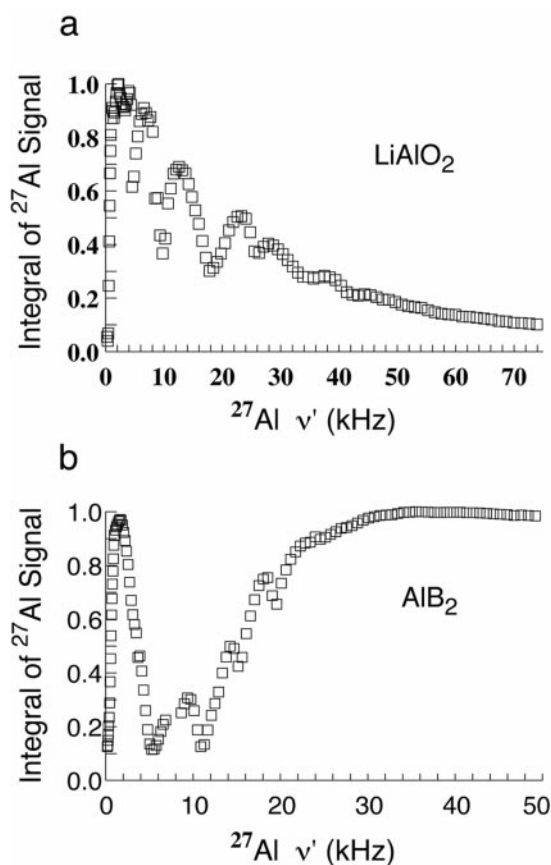 a
Integral of ²⁷Al Signal
1.0
0.8
0.6
0.4
0.2
0.0
LiAlO₂
0 10 20 30 40 50 60 70
²⁷Al ν' (kHz)
b
Integral of ²⁷Al Signal
1.0
0.8
0.6
0.4
0.2
0.0
AlB₂
0 10 20 30 40 50
²⁷Al ν' (kHz)